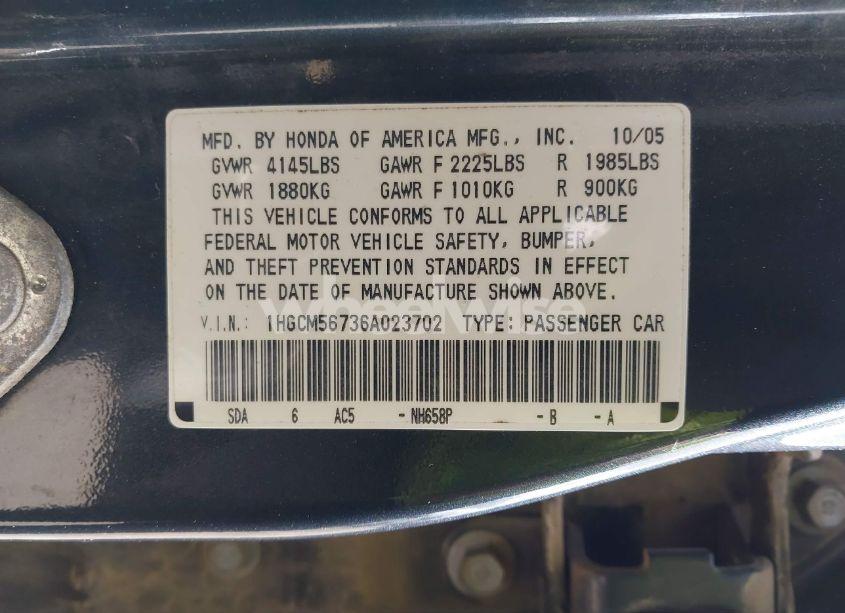 MFD. BY HONDA OF AMERICA MFG., INC. 10/05
GVWR 4145LBS GAWR F 2225LBS R 1985LBS
GVWR 1880KG GAWR F 1010KG R 900KG
THIS VEHICLE CONFORMS TO ALL APPLICABLE
FEDERAL MOTOR VEHICLE SAFETY, BUMPER,
AND THEFT PREVENTION STANDARDS IN EFFECT
ON THE DATE OF MANUFACTURE SHOWN ABOVE.
V.I.N.: 1HGCM56736A023702 TYPE: PASSENGER CAR
SDA 6 AC5 -NH658P -B -A